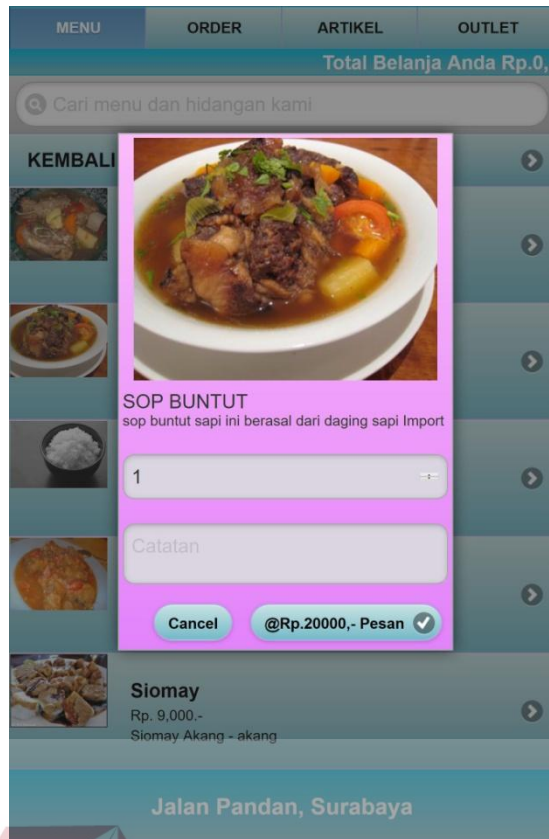 MENU ORDER ARTIKEL OUTLET
Total Belanja Anda Rp.0,
Cari menu dan hidangan kami
KEMBALI
SOP BUNTUT
sop buntut sapi ini berasal dari daging sapi Import
1
Catatan
Cancel @Rp.20000,- Pesan
Siomay
Rp. 9,000.-
Siomay Akang - akang
Jalan Pandan, Surabaya